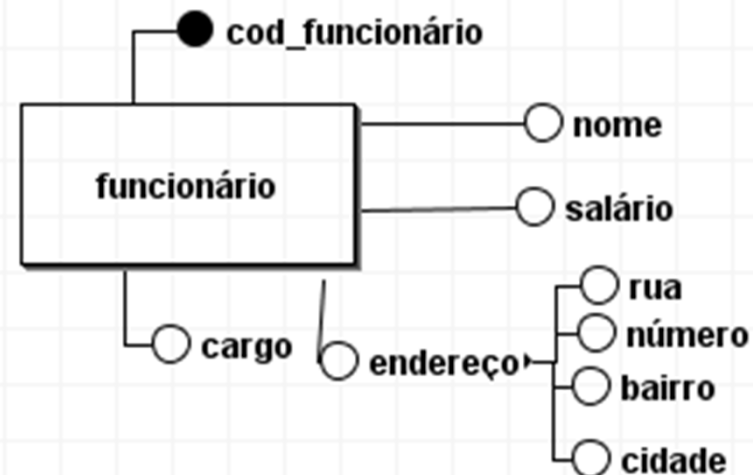 cod_funcionário
nome
funcionário
salário
rua
número
cargo
endereço
bairro
cidade